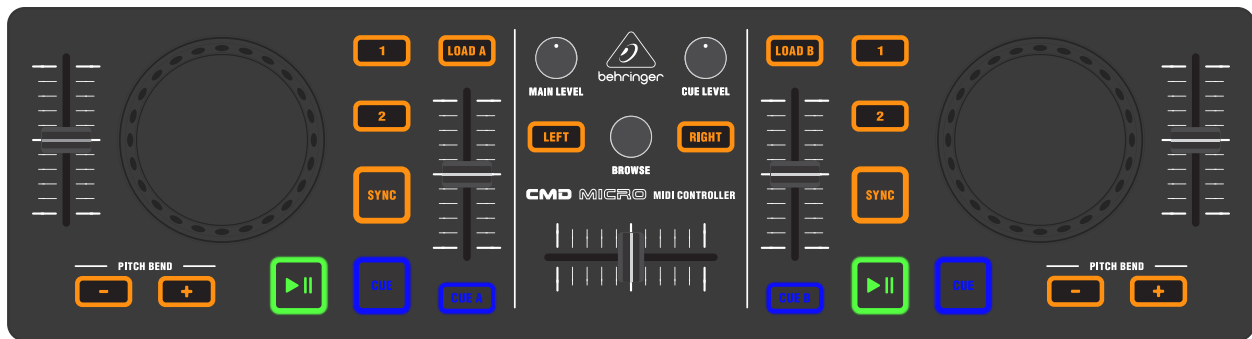 1
LOAD A
2
SYNC
PITCH BEND
-
+
CUE
CUE A
behringer
MAIN LEVEL
CUE LEVEL
LEFT
RIGHT
BROWSE
CMD MICRO MIDI CONTROLLER
LOAD B
1
2
SYNC
CUE B
CUE
PITCH BEND
-
+